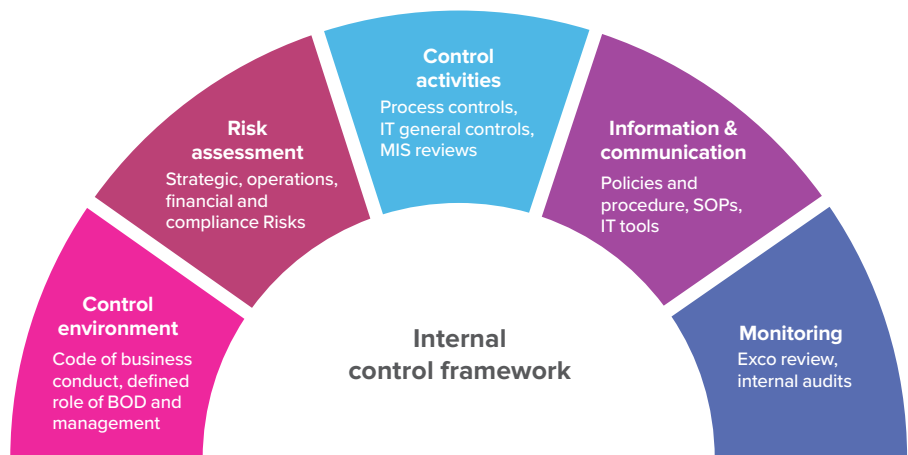 Control
environment
Code of business
conduct, defined
role of BOD and
management
Risk
assessment
Strategic, operations,
financial and
compliance Risks
Control
activities
Process controls,
IT general controls,
MIS reviews
Information &
communication
Policies and
procedure, SOPs,
IT tools
Monitoring
Exco review,
internal audits
Internal
control framework